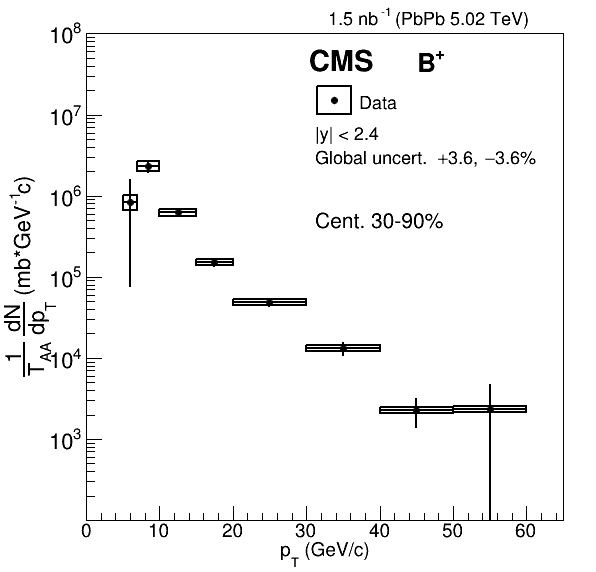 1.5 nb⁻¹ (PbPb 5.02 TeV)
CMS B⁺
Data
|y| < 2.4
Global uncert. +3.6, −3.6%
Cent. 30-90%
1/T_AA dN/dp_T (mb*GeV⁻¹c)
10⁸
10⁷
10⁶
10⁵
10⁴
10³
0 10 20 30 40 50 60
p_T (GeV/c)